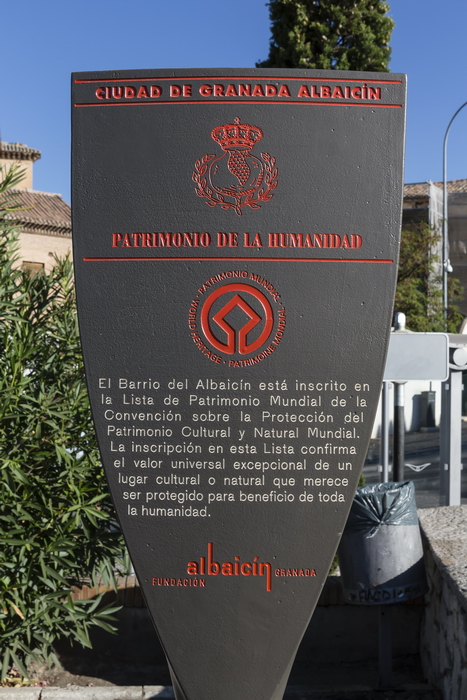 CIUDAD DE GRANADA ALBAICÍN
PATRIMONIO DE LA HUMANIDAD
PATRIMONIO MUNDIAL • WORLD HERITAGE • PATRIMOINE MONDIAL •
El Barrio del Albaicín está inscrito en
la Lista de Patrimonio Mundial de la
Convención sobre la Protección del
Patrimonio Cultural y Natural Mundial.
La inscripción en esta Lista confirma
el valor universal excepcional de un
lugar cultural o natural que merece
ser protegido para beneficio de toda
la humanidad.
albaicín
FUNDACIÓN GRANADA